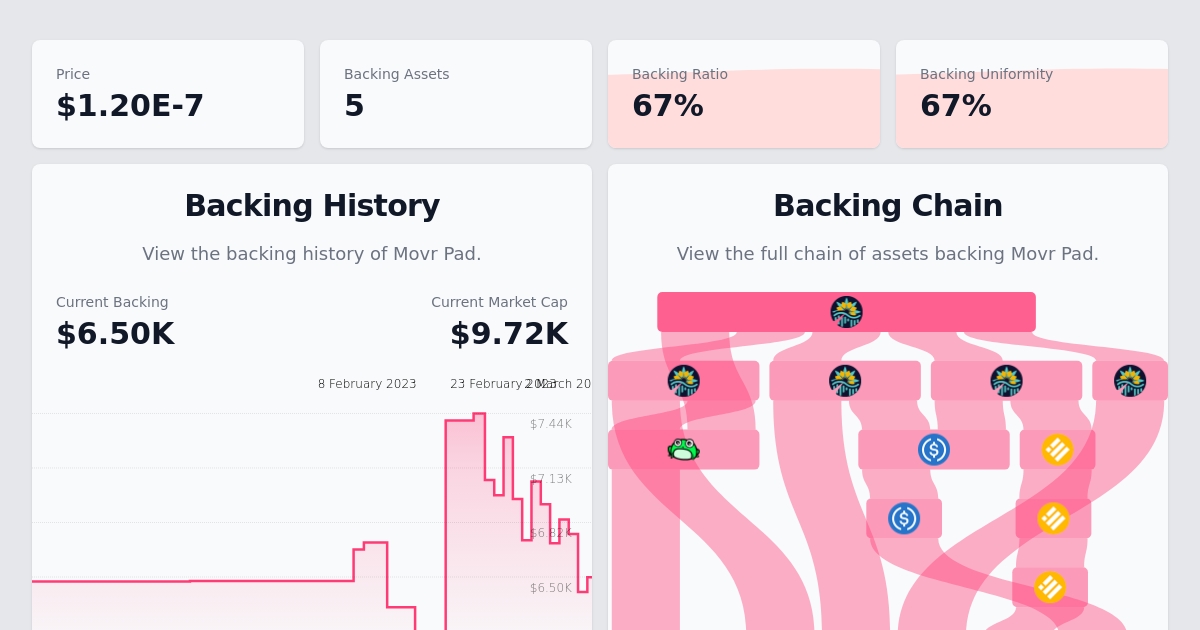 Price
$1.20E-7
Backing Assets
5
Backing Ratio
67%
Backing Uniformity
67%
Backing History
View the backing history of Movr Pad.
Current Backing
$6.50K
Current Market Cap
$9.72K
8 February 2023
23 February 2023
2 March 20
$7.44K
$7.13K
$6.82K
$6.50K
Backing Chain
View the full chain of assets backing Movr Pad.